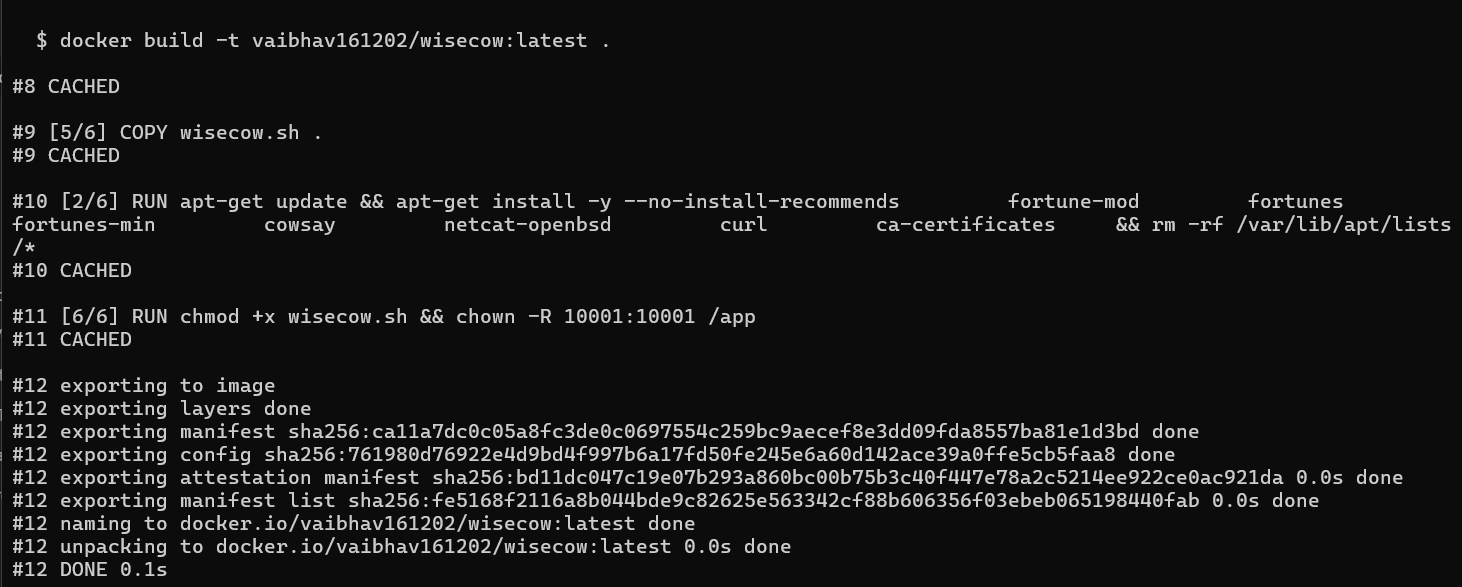 $ docker build -t vaibhav161202/wisecow:latest .
#8 CACHED
#9 [5/6] COPY wisecow.sh .
#9 CACHED
#10 [2/6] RUN apt-get update && apt-get install -y --no-install-recommends         fortune-mod         fortunes
fortunes-min         cowsay         netcat-openbsd         curl         ca-certificates     && rm -rf /var/lib/apt/lists
/*
#10 CACHED
#11 [6/6] RUN chmod +x wisecow.sh && chown -R 10001:10001 /app
#11 CACHED
#12 exporting to image
#12 exporting layers done
#12 exporting manifest sha256:ca11a7dc0c05a8fc3de0c0697554c259bc9aecef8e3dd09fda8557ba81e1d3bd done
#12 exporting config sha256:761980d76922e4d9bd4f997b6a17fd50fe245e6a60d142ace39a0ffe5cb5faa8 done
#12 exporting attestation manifest sha256:bd11dc047c19e07b293a860bc00b75b3c40f447e78a2c5214ee922ce0ac921da 0.0s done
#12 exporting manifest list sha256:fe5168f2116a8b044bde9c82625e563342cf88b606356f03ebeb065198440fab 0.0s done
#12 naming to docker.io/vaibhav161202/wisecow:latest done
#12 unpacking to docker.io/vaibhav161202/wisecow:latest 0.0s done
#12 DONE 0.1s